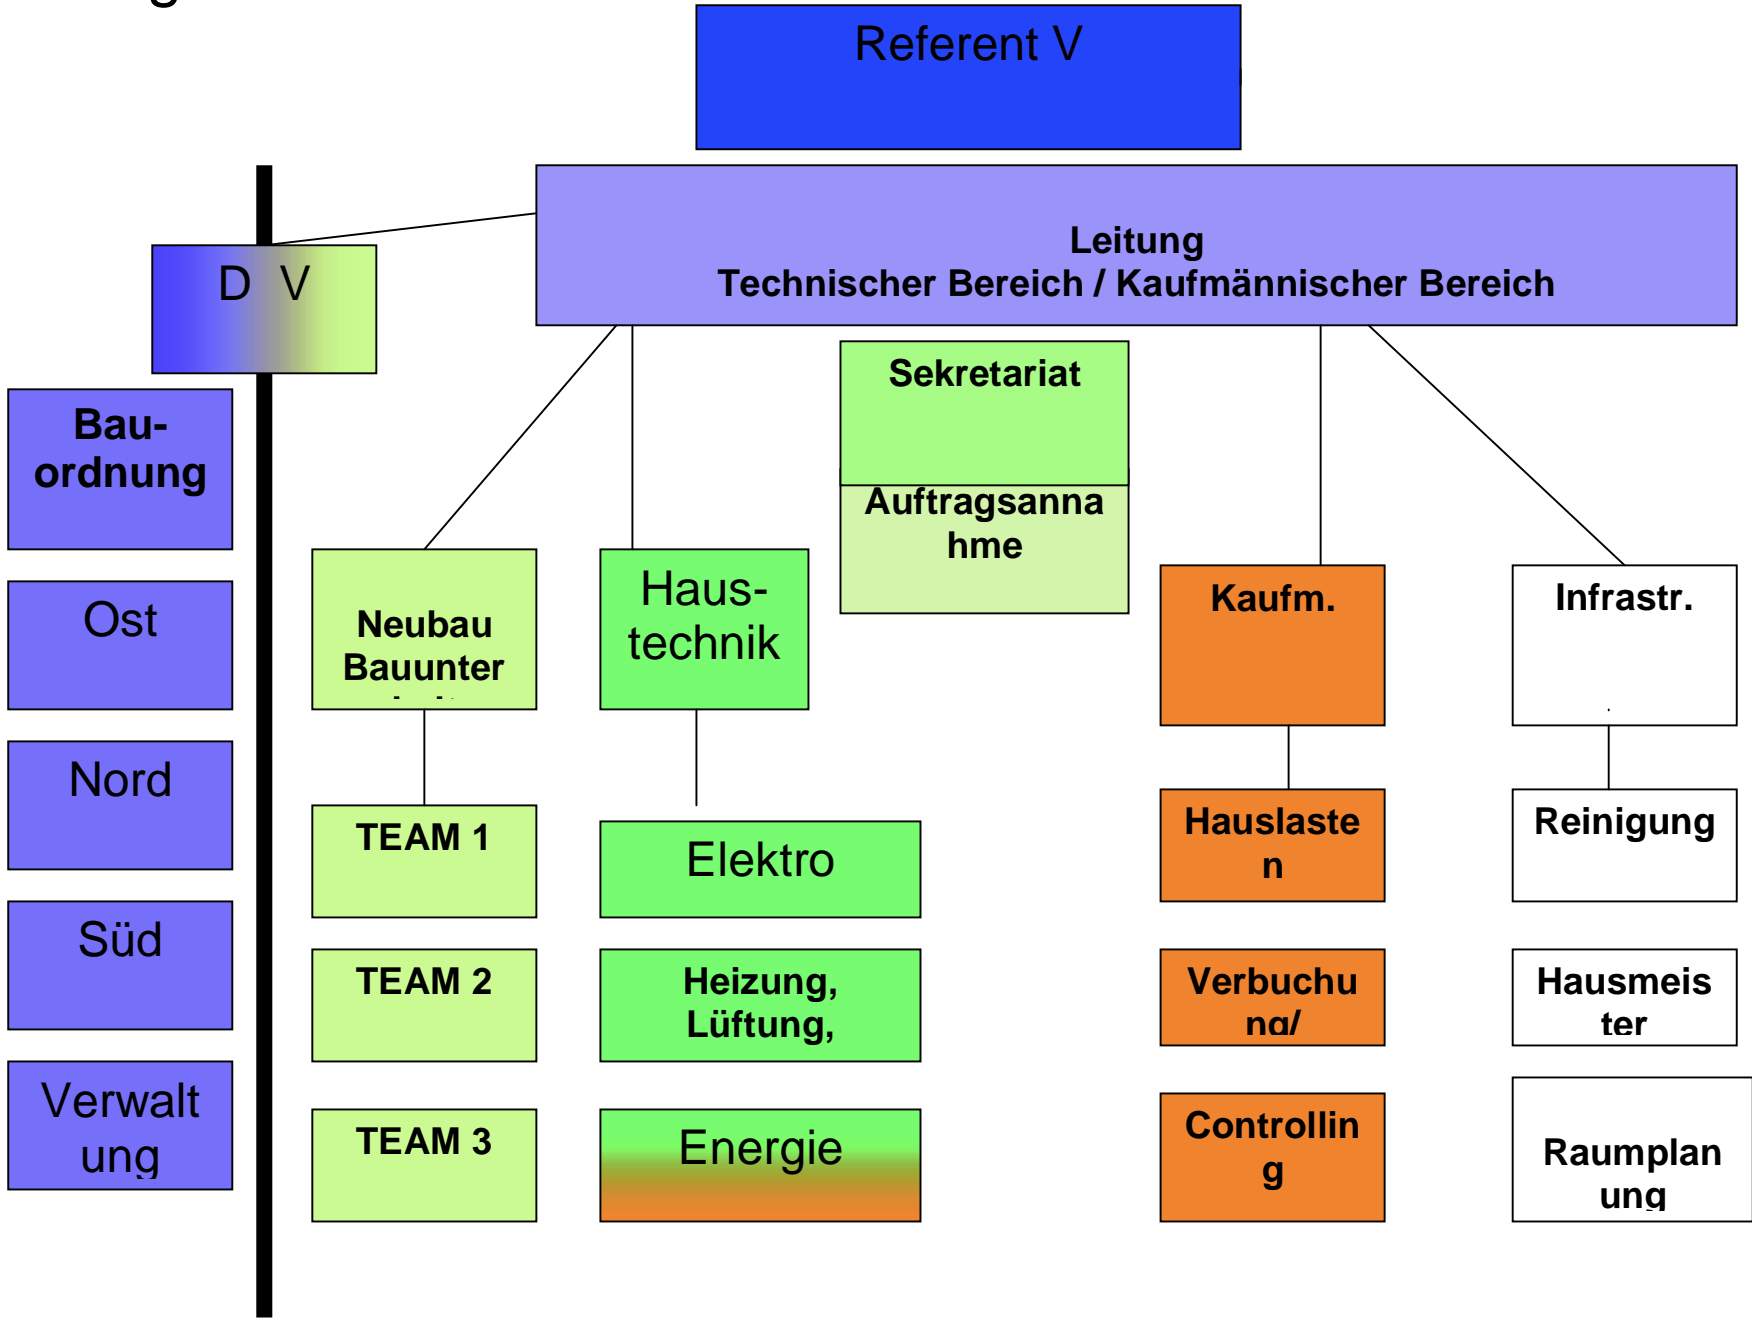 Referent V
Leitung
Technischer Bereich / Kaufmännischer Bereich
D V
Sekretariat
Auftragsanna
hme
Bau-
ordnung
Ost
Nord
Süd
Verwalt
ung
Neubau
Bauunter
TEAM 1
TEAM 2
TEAM 3
Haus-
technik
Elektro
Heizung,
Lüftung,
Energie
Kaufm.
Hauslaste
n
Verbuchu
ng/
Controllin
g
Infrastr.
Reinigung
Hausmeis
ter
Raumplan
ung